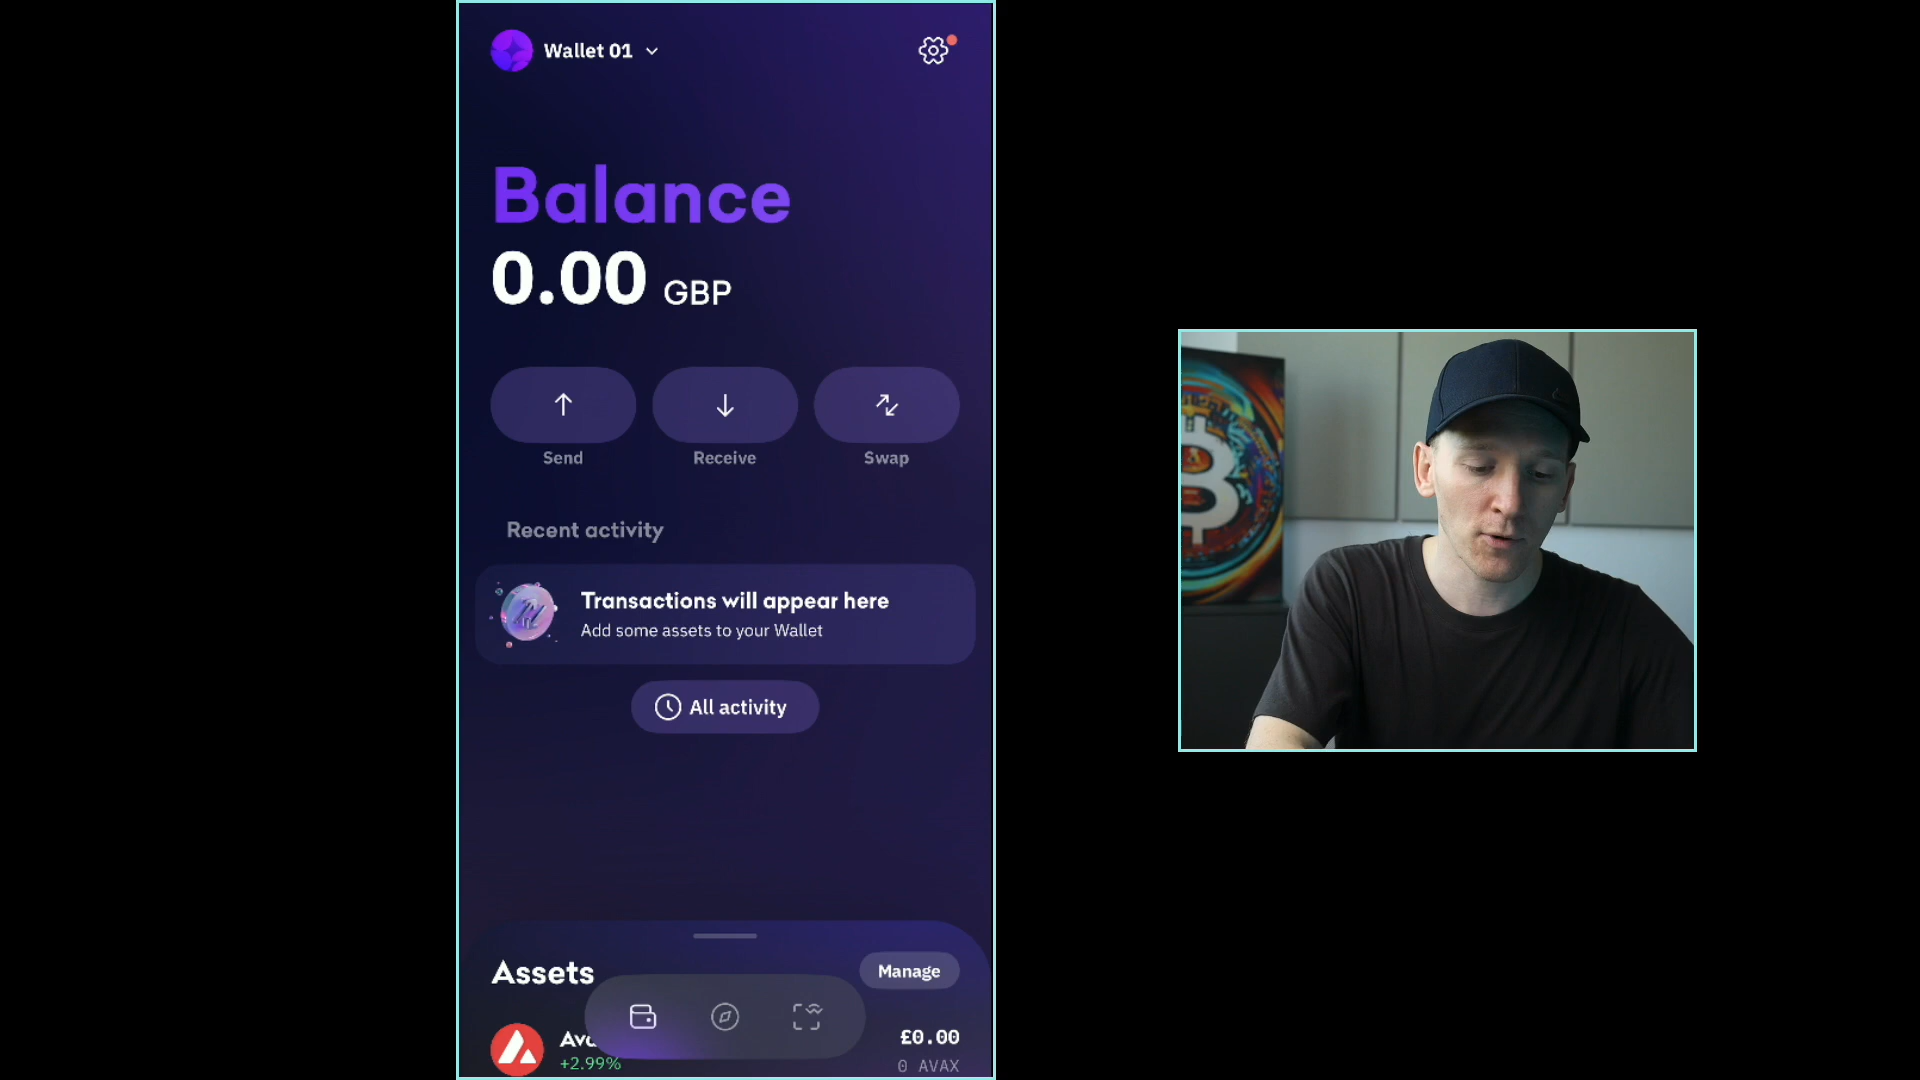 Wallet 01
Balance
0.00 GBP
Send
Receive
Swap
Recent activity
Transactions will appear here
Add some assets to your Wallet
All activity
Assets
Manage
£0.00
+2.99%
0 AVAX